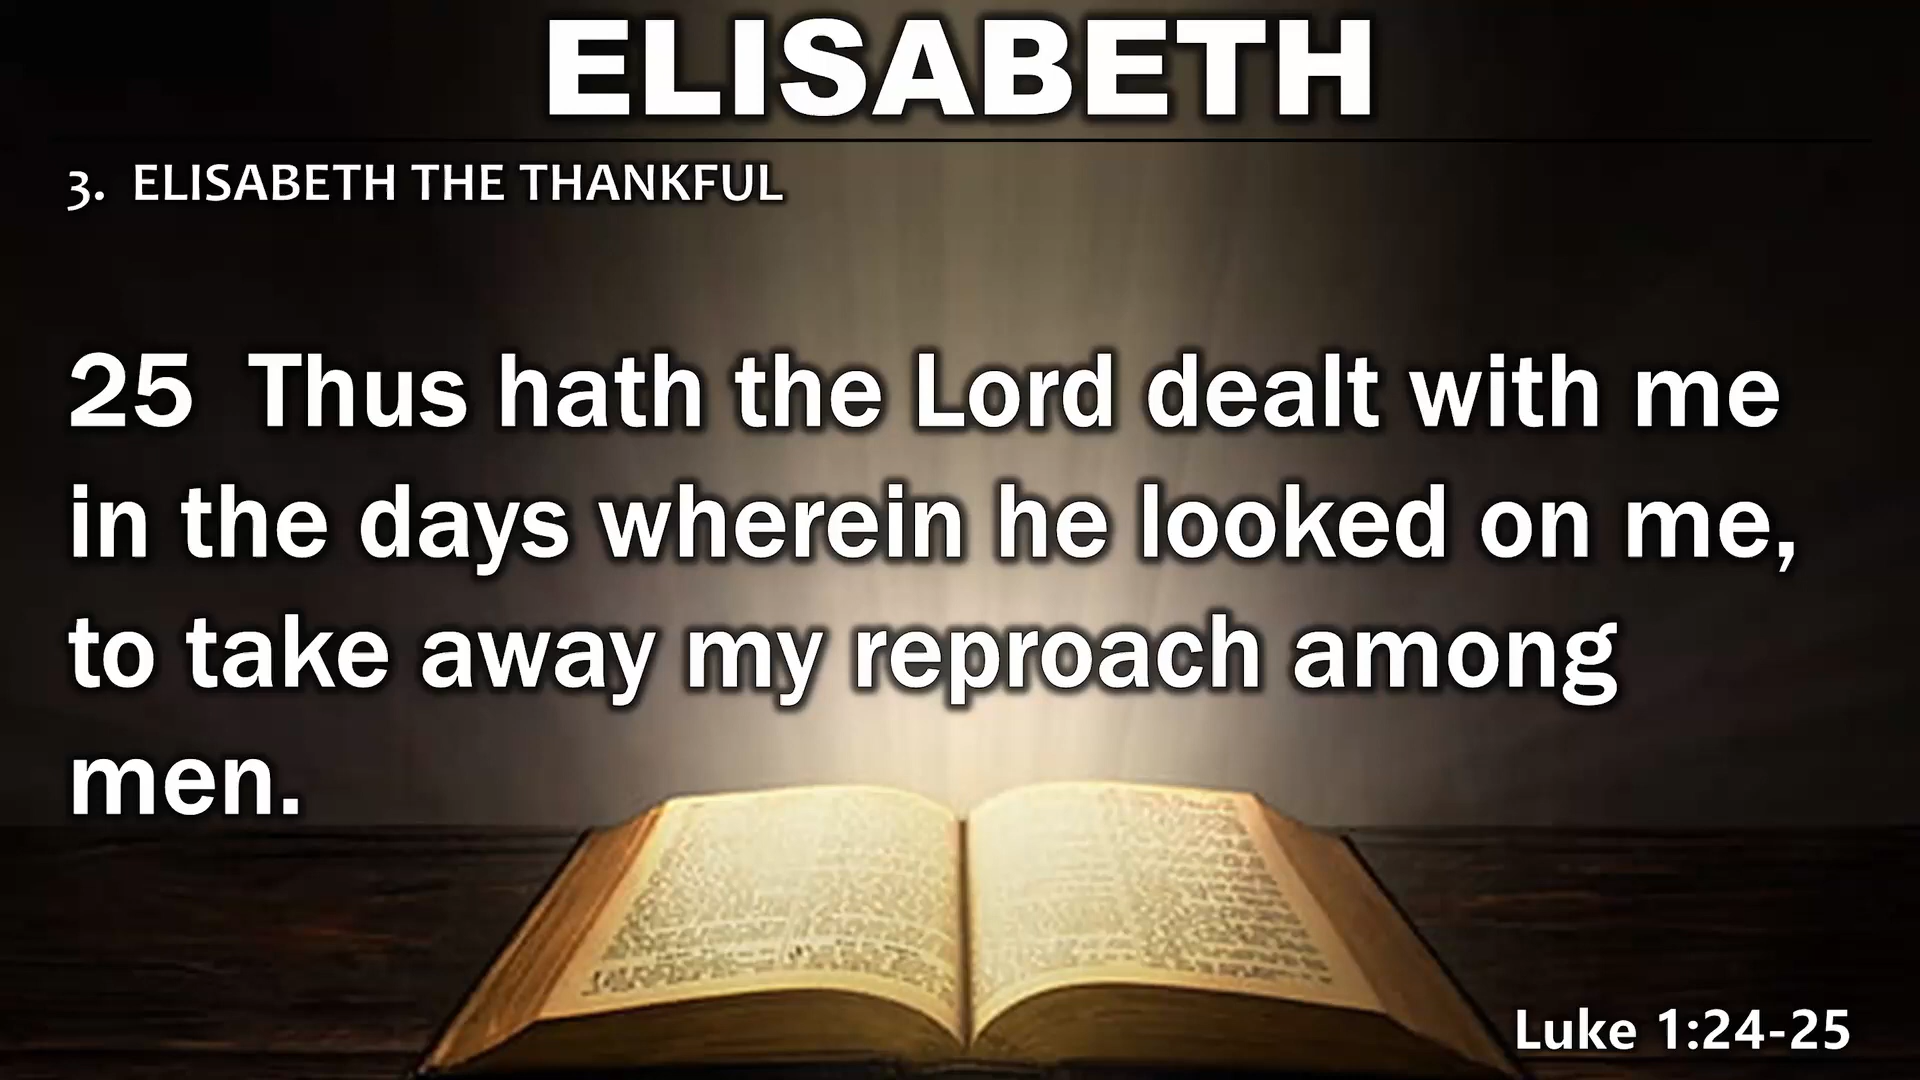 ELISABETH
3. ELISABETH THE THANKFUL
25 Thus hath the Lord dealt with me
in the days wherein he looked on me,
to take away my reproach among
men.
Luke 1:24-25